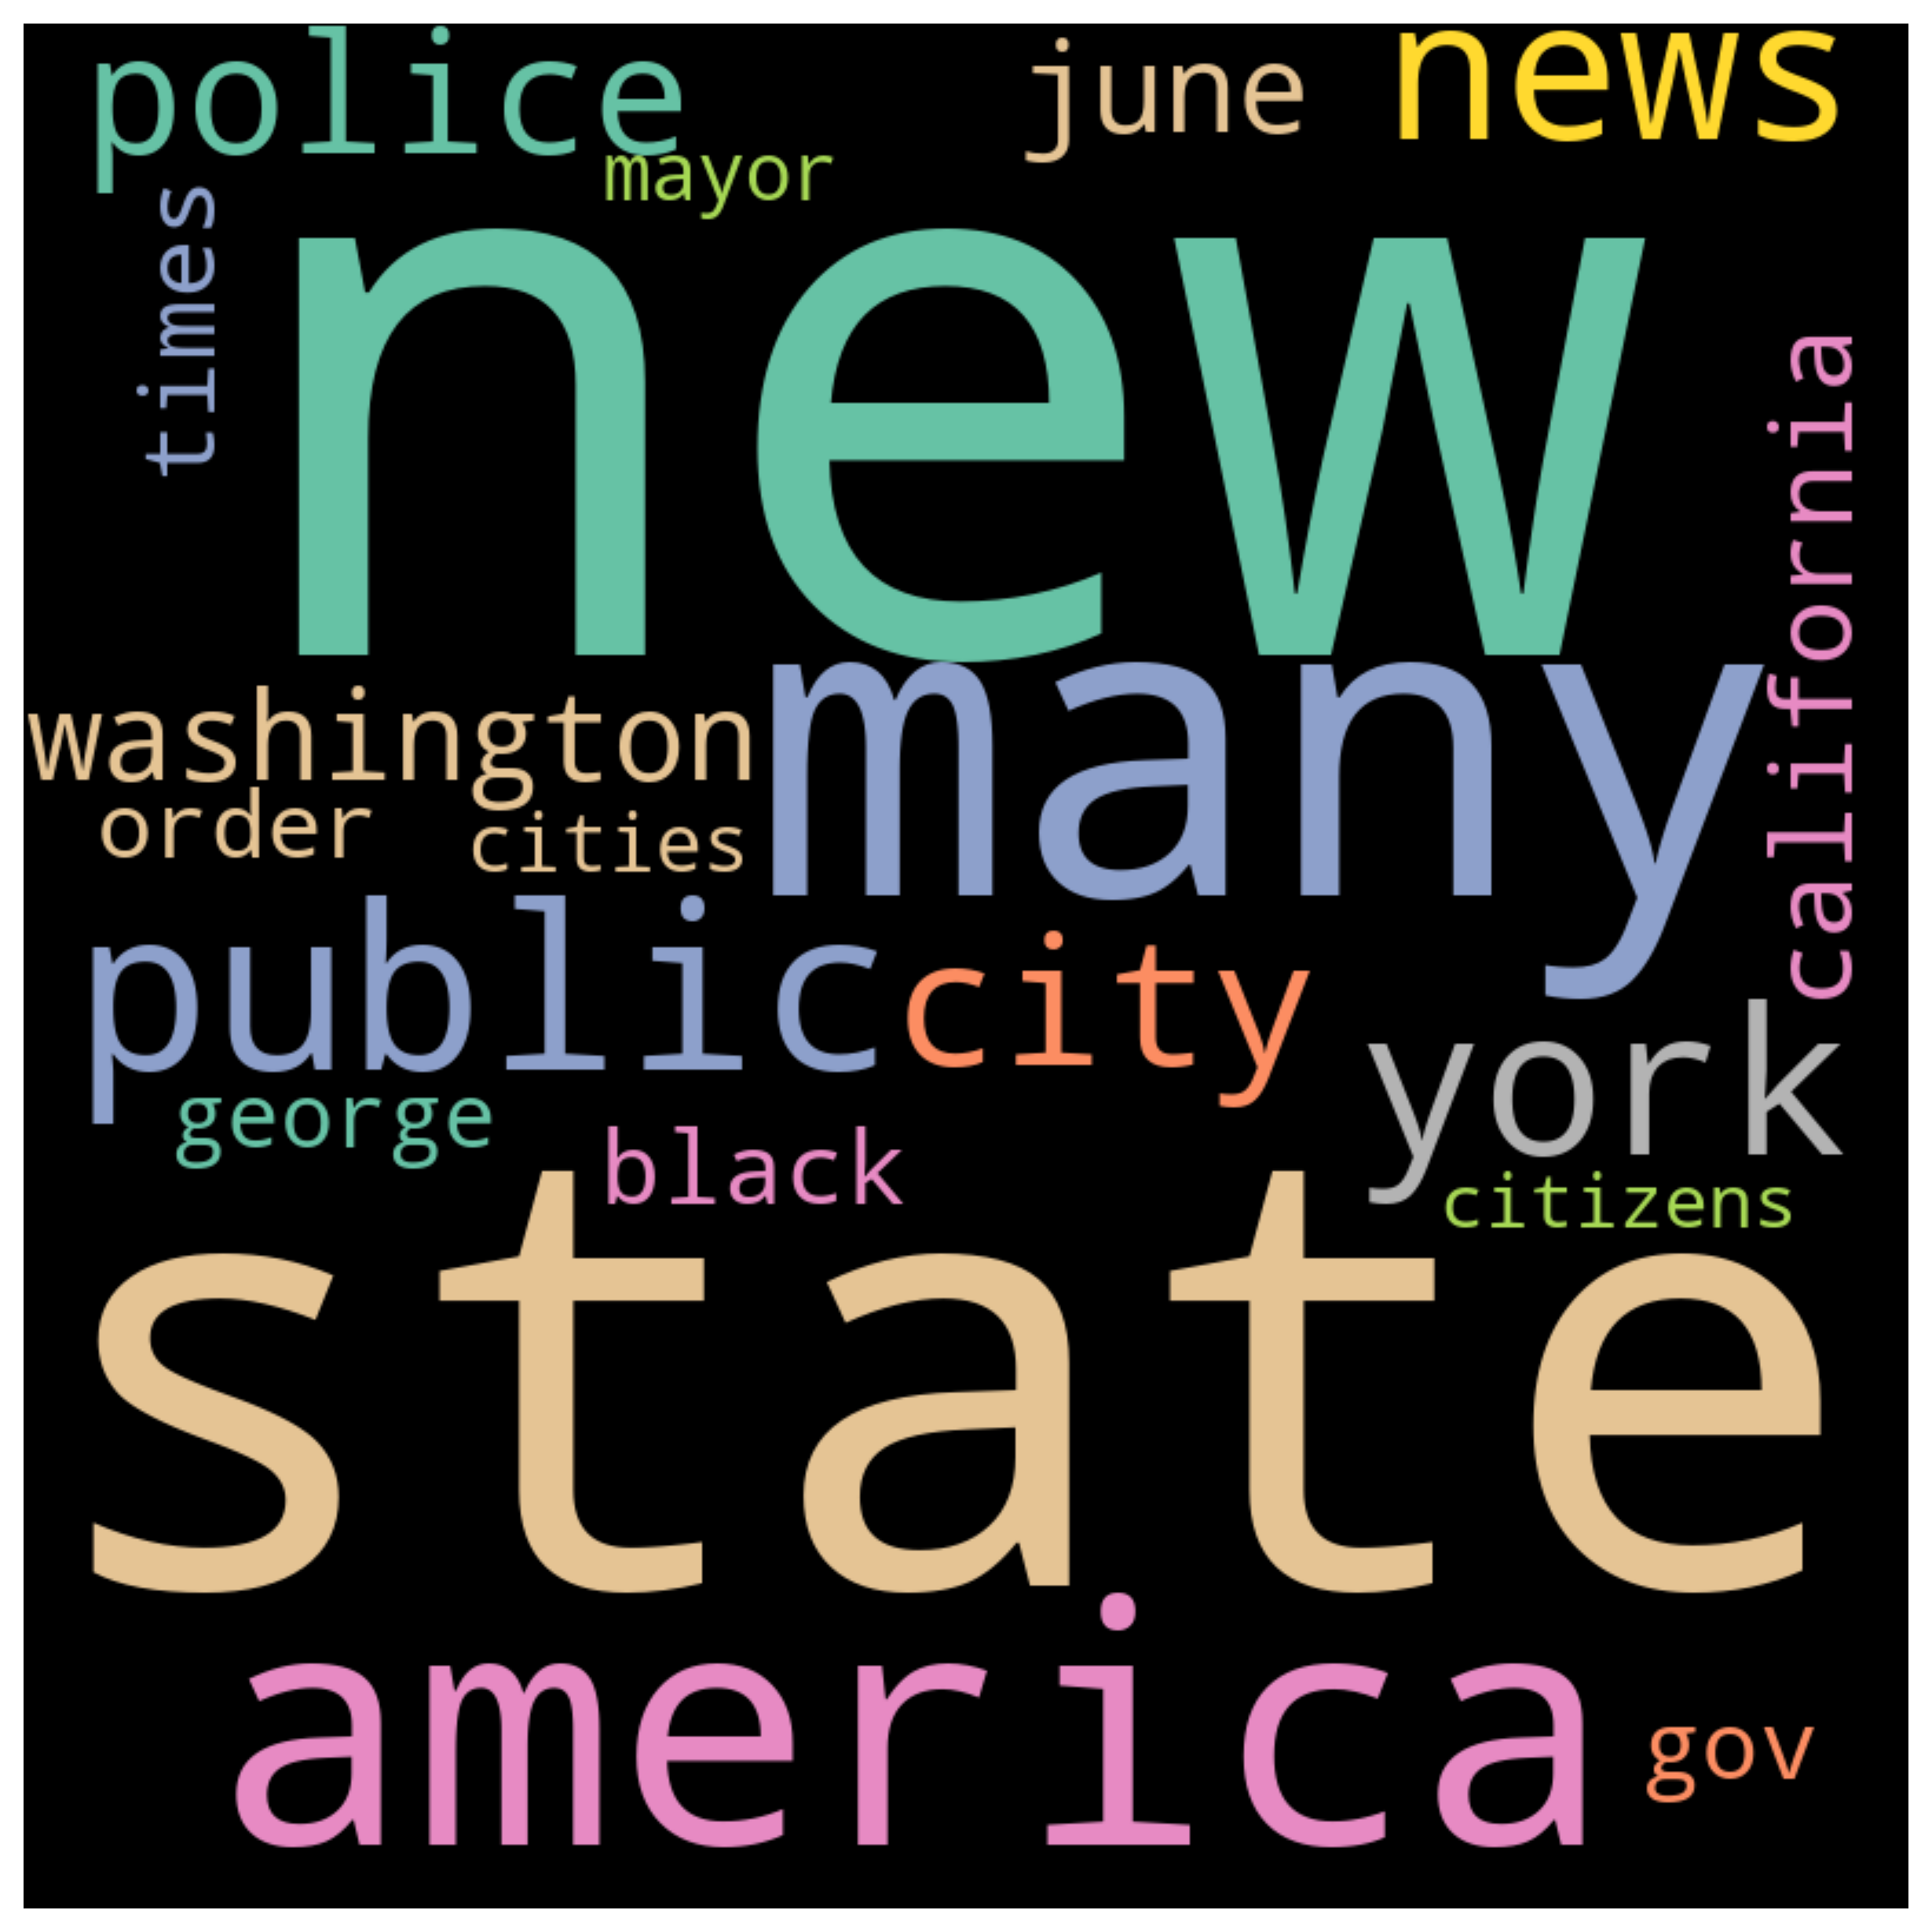 police
june
news
mayor
times
new
california
many
washington
order
cities
public
city
york
george
black
citizens
state
america
gov